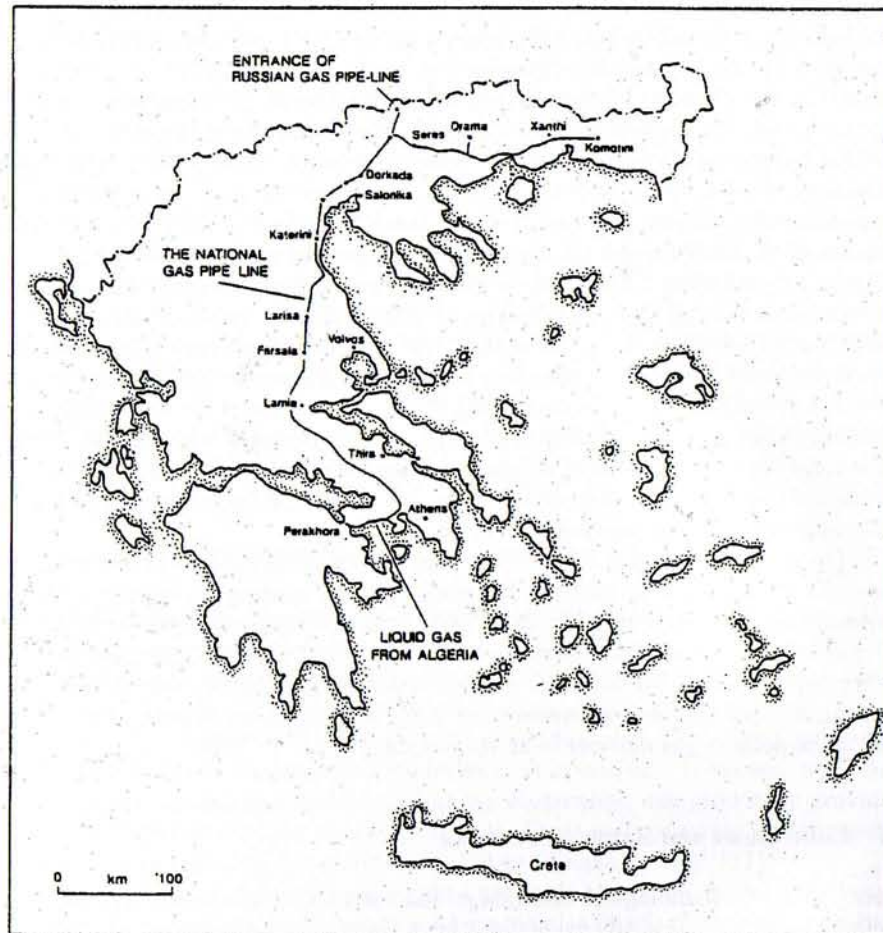 ENTRANCE OF
RUSSIAN GAS PIPE-LINE
Seres
Drama
Xanthi
Komotini
Dorkada
Salonika
Katerini
THE NATIONAL
GAS PIPE LINE
Larisa
Volvos
Farsala
Lamia
Thira
Athens
Perakhora
LIQUID GAS
FROM ALGERIA
Crete
0 km 100